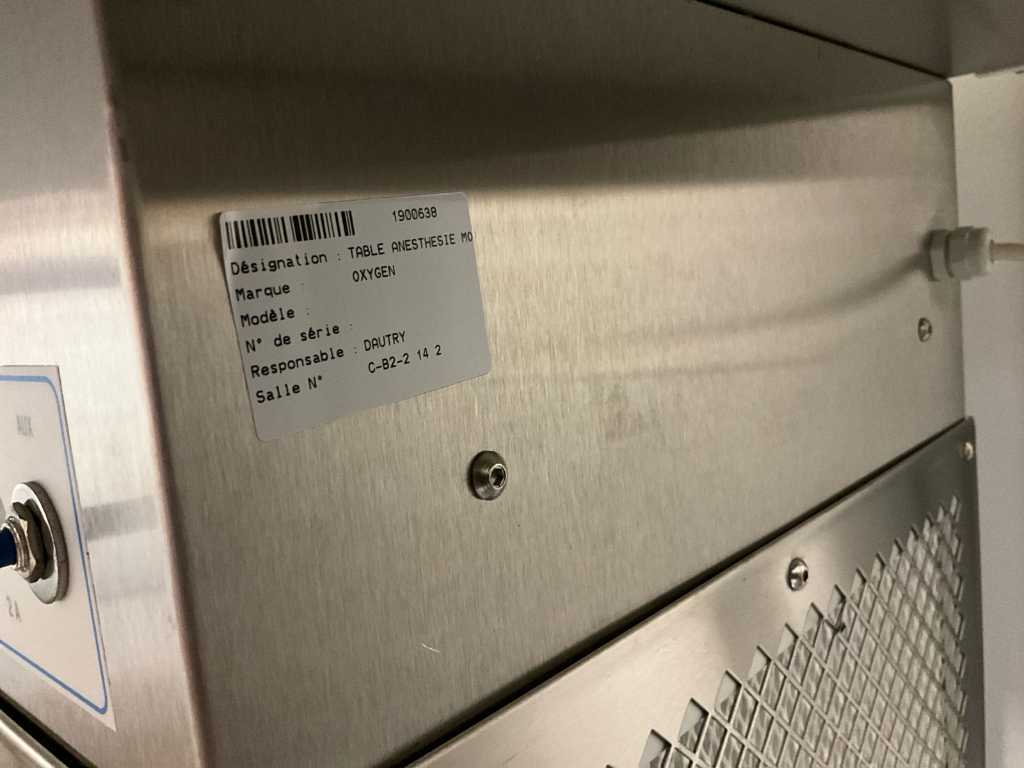 1900638
Désignation : TABLE ANESTHESIE MO
Marque : OXYGEN
Modèle :
N° de série :
Responsable : DAUTRY
Salle N° C-B2-2 14 2
AUX
2A